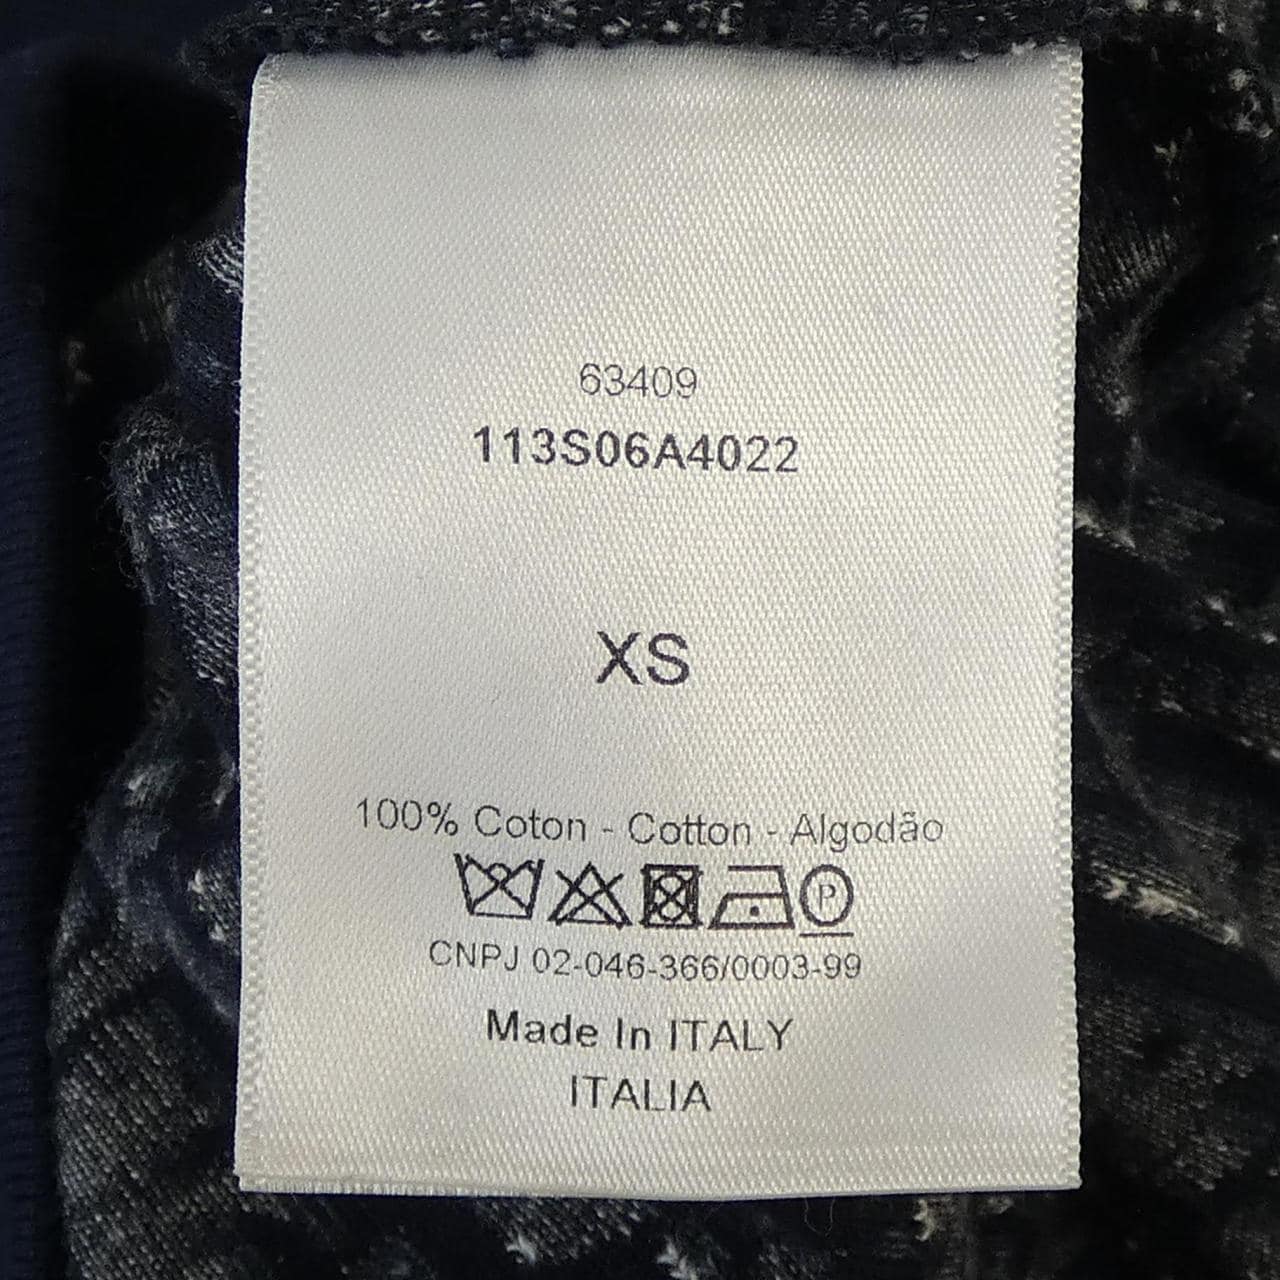 63409
113S06A4022
XS
100% Coton - Cotton - Algodão
P
CNPJ 02-046-366/0003-99
Made In ITALY
ITALIA